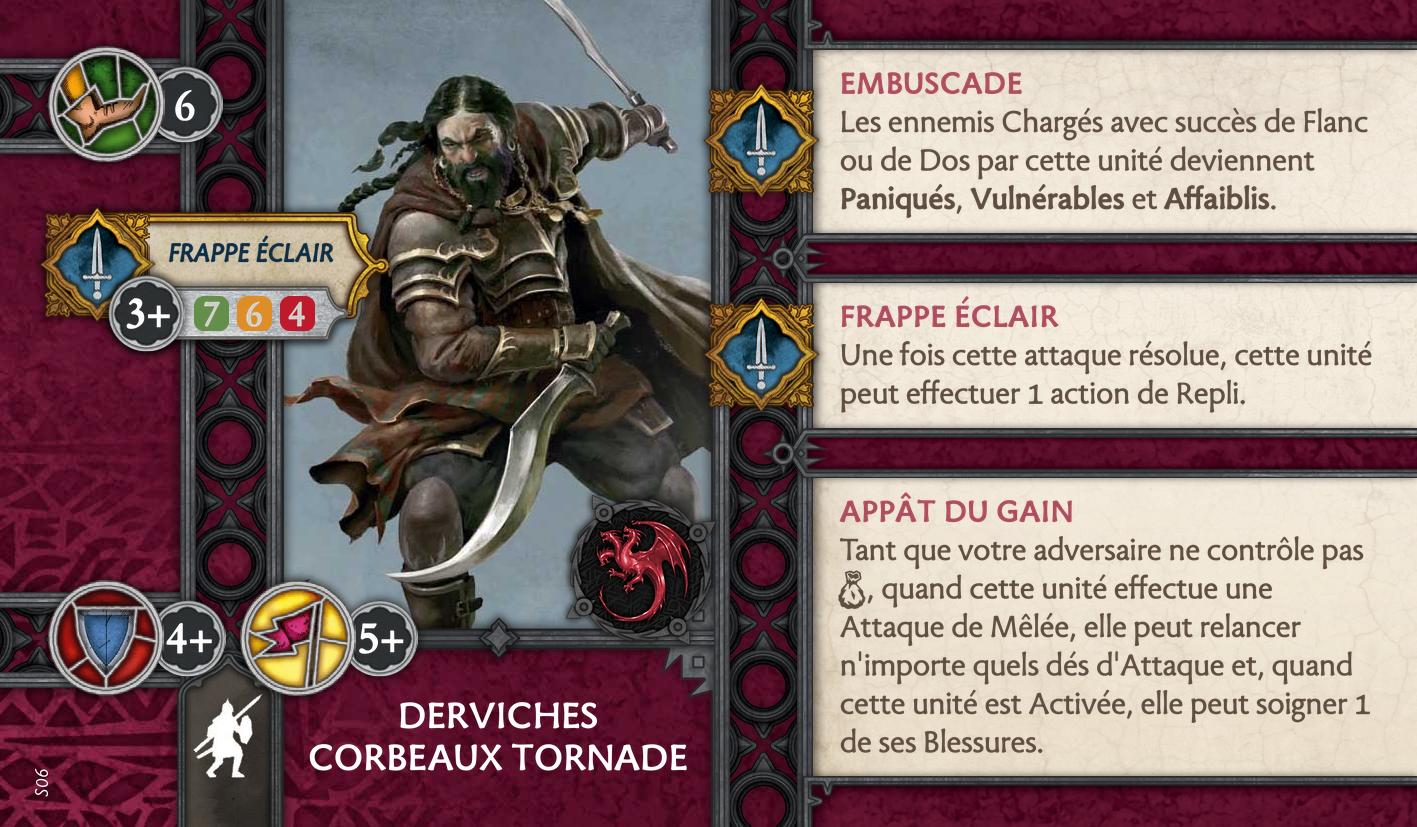 6
FRAPPE ÉCLAIR
3+ 7 6 4
4+ 5+
DERVICHES
CORBEAUX TORNADE
S06
EMBUSCADE
Les ennemis Chargés avec succès de Flanc
ou de Dos par cette unité deviennent
Paniqués, Vulnérables et Affaiblis.
FRAPPE ÉCLAIR
Une fois cette attaque résolue, cette unité
peut effectuer 1 action de Repli.
APPÂT DU GAIN
Tant que votre adversaire ne contrôle pas
, quand cette unité effectue une
Attaque de Mêlée, elle peut relancer
n'importe quels dés d'Attaque et, quand
cette unité est Activée, elle peut soigner 1
de ses Blessures.